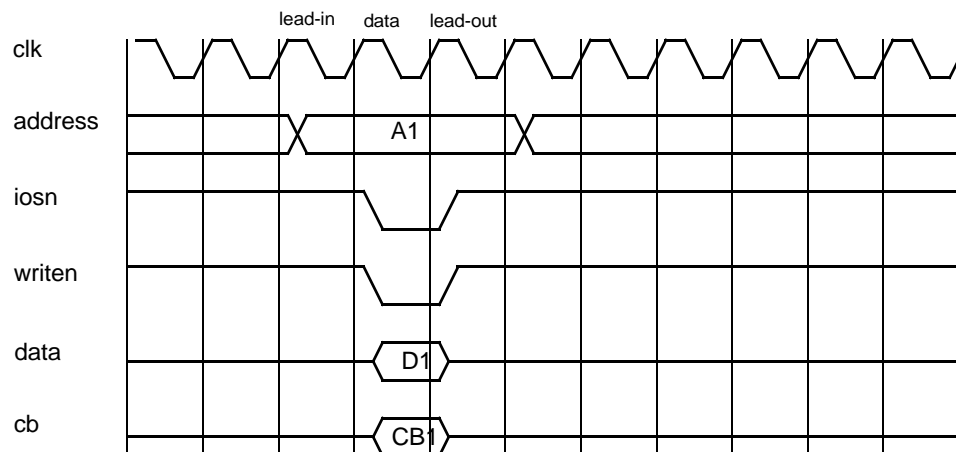 lead-in data lead-out
clk
address A1
iosn
writen
data D1
cb CB1